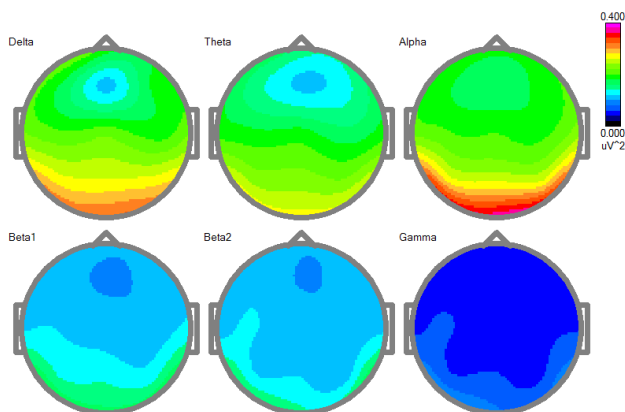 0.400
Delta
Theta
Alpha
0.000
uV^2
Beta1
Beta2
Gamma